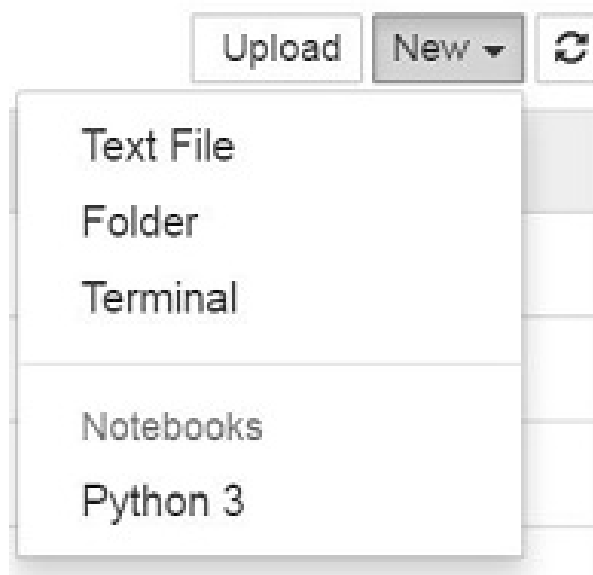 Upload New
Text File
Folder
Terminal
Notebooks
Python 3